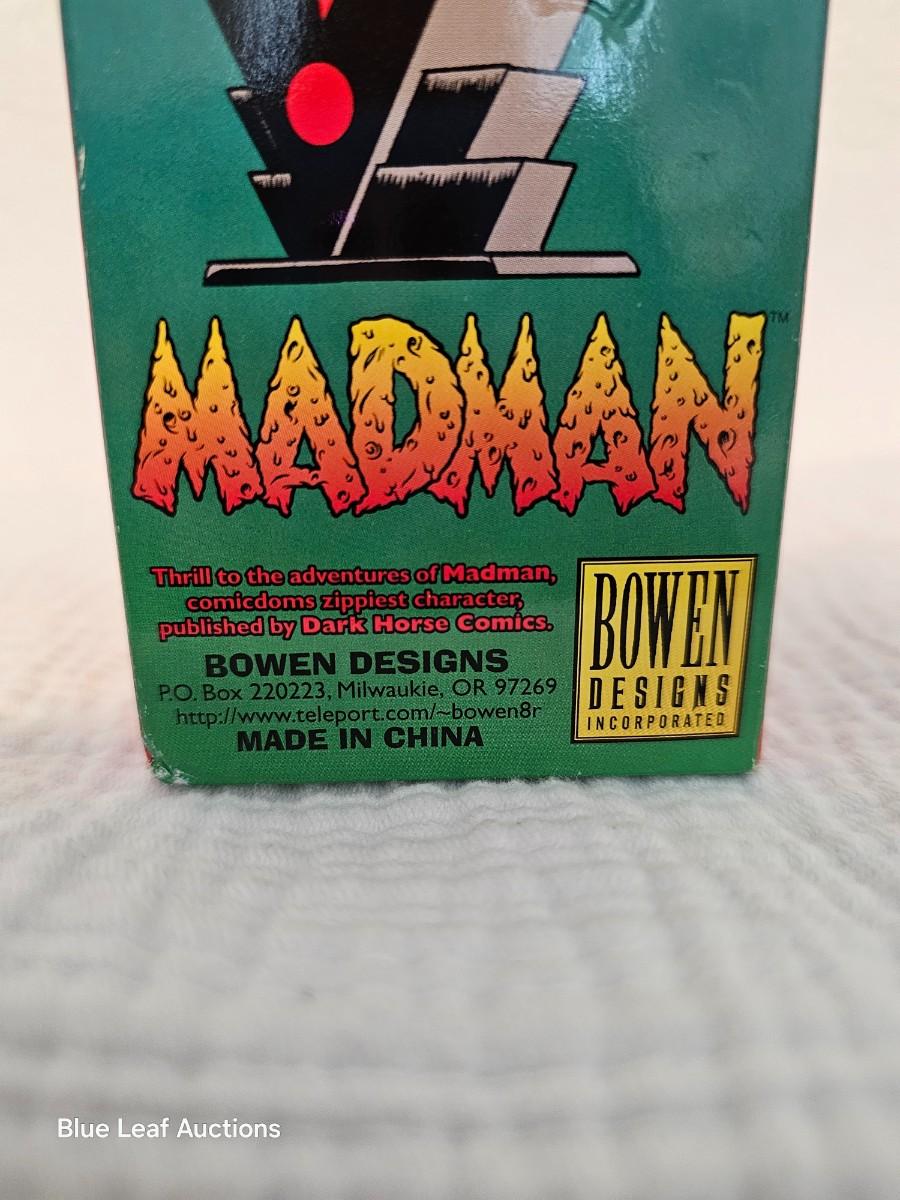 MADMAN™
Thrill to the adventures of Madman,
comicdoms zippiest character,
published by Dark Horse Comics.
BOWEN DESIGNS
P.O. Box 220223, Milwaukie, OR 97269
http://www.teleport.com/~bowen8r
MADE IN CHINA
BOWEN
DESIGNS
INCORPORATED
Blue Leaf Auctions